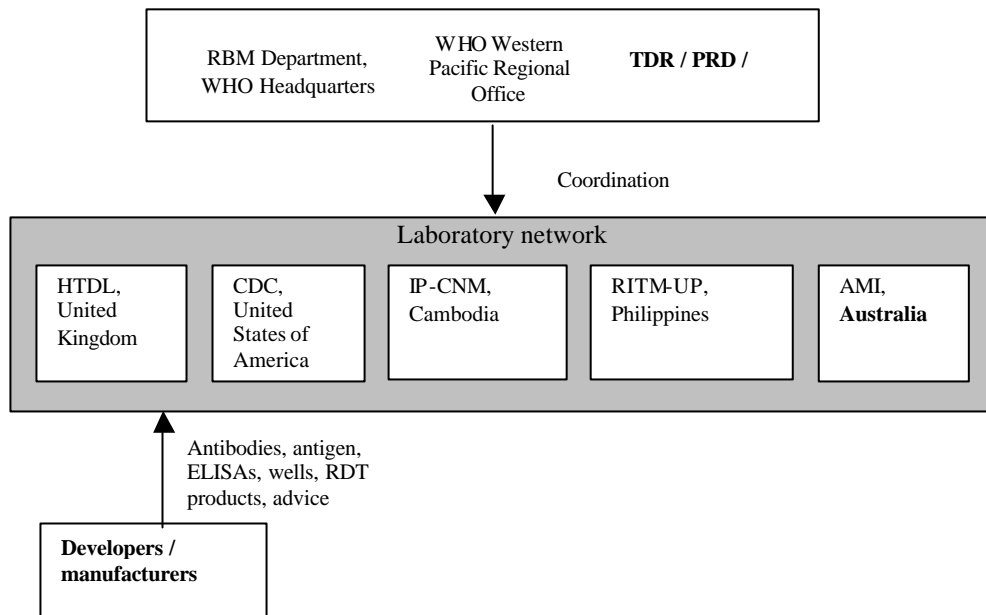 RBM Department,
WHO Headquarters
WHO Western
Pacific Regional
Office
TDR / PRD /
Coordination
Laboratory network
HTDL,
United
Kingdom
CDC,
United
States of
America
IP-CNM,
Cambodia
RITM-UP,
Philippines
AMI,
Australia
Antibodies, antigen,
ELISAs, wells, RDT
products, advice
Developers /
manufacturers